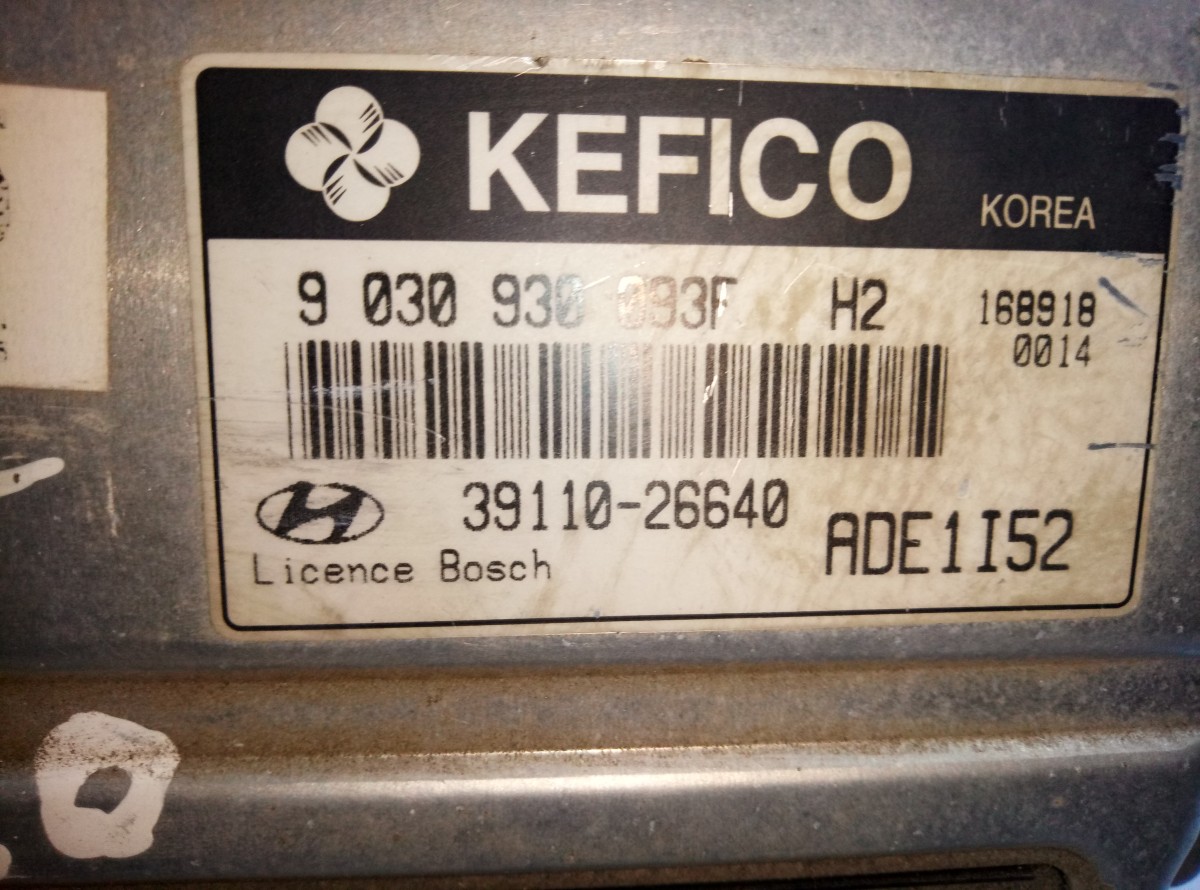 KEFICO
KOREA
9 030 930 093F H2 168918
0014
39110-26640
ADE1I52
Licence Bosch